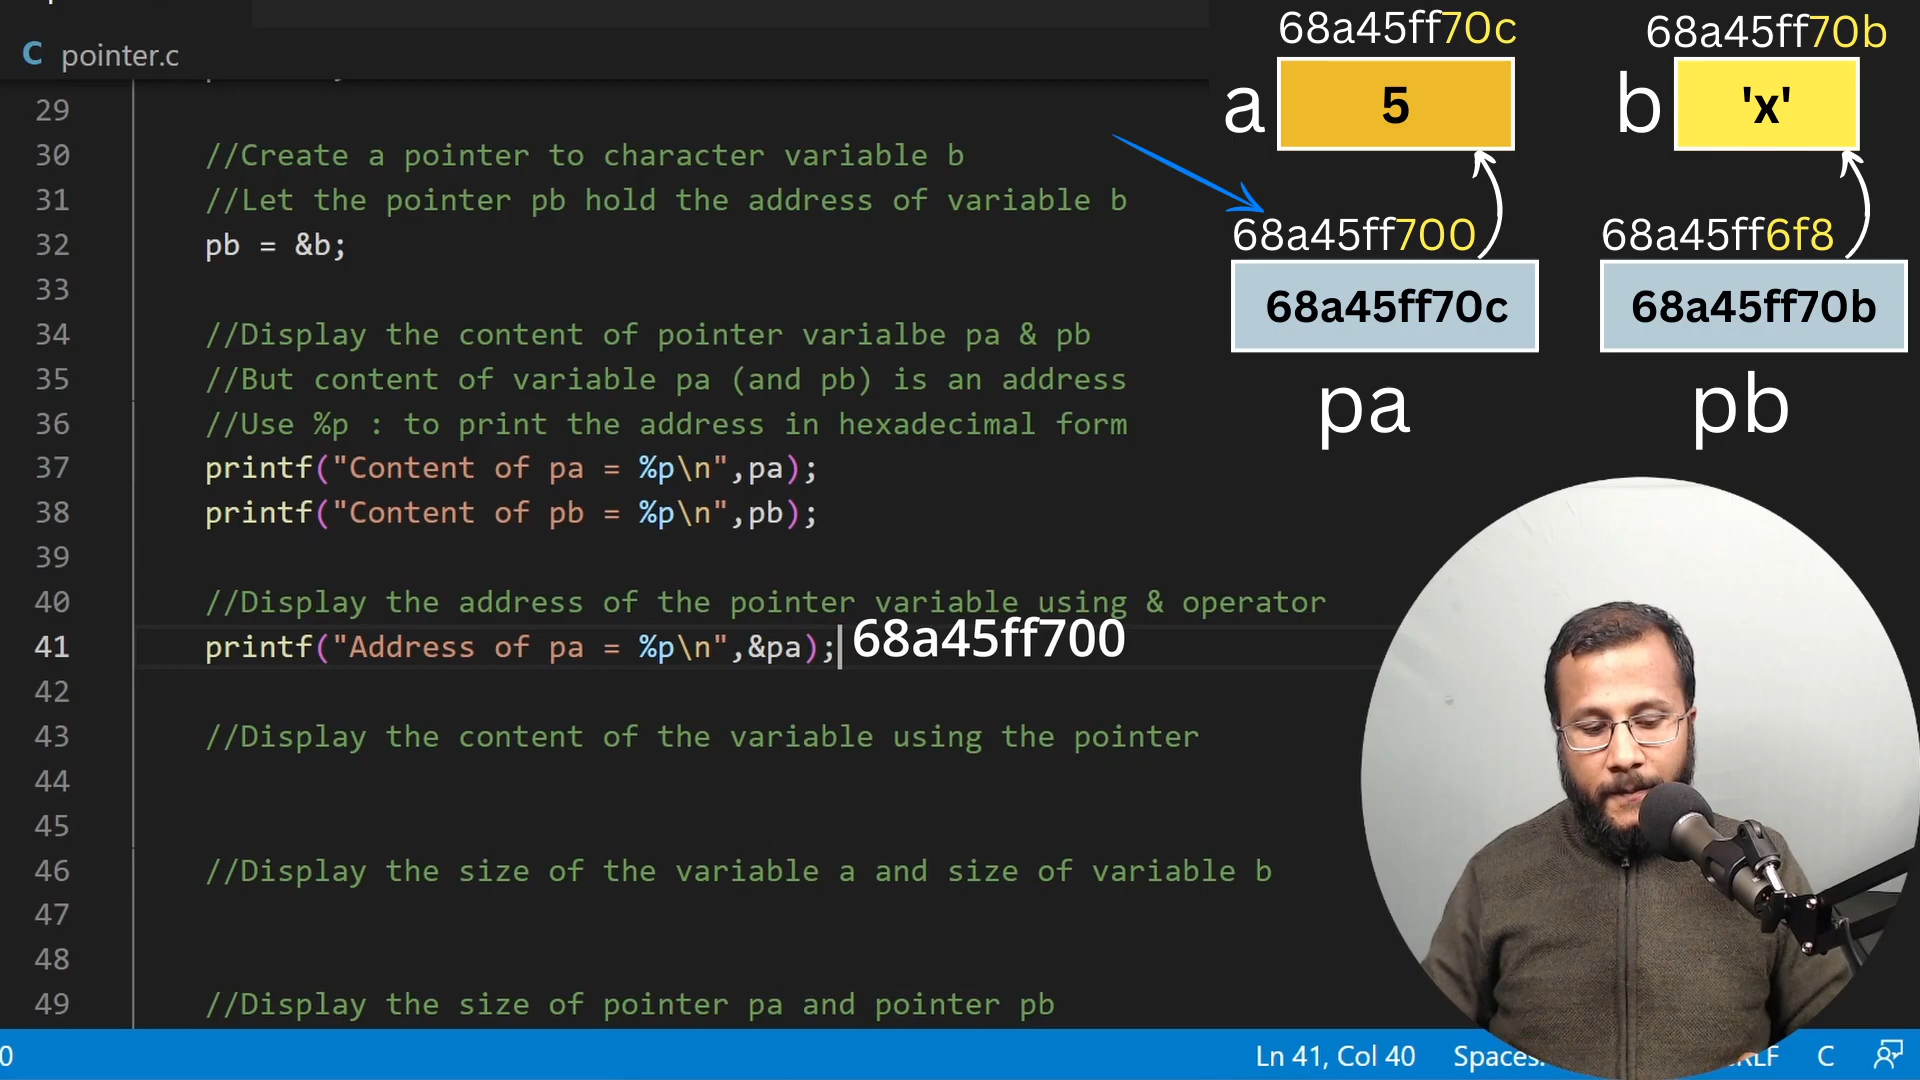 C pointer.c
29
30 //Create a pointer to character variable b
31 //Let the pointer pb hold the address of variable b
32 pb = &b;
33
34 //Display the content of pointer varialbe pa & pb
35 //But content of variable pa (and pb) is an address
36 //Use %p : to print the address in hexadecimal form
37 printf("Content of pa = %p\n",pa);
38 printf("Content of pb = %p\n",pb);
39
40 //Display the address of the pointer variable using & operator
41 printf("Address of pa = %p\n",&pa); 68a45ff700
42
43 //Display the content of the variable using the pointer
44
45
46 //Display the size of the variable a and size of variable b
47
48
49 //Display the size of pointer pa and pointer pb
68a45ff70c
a 5
68a45ff70b
b 'x'
68a45ff700
68a45ff70c
pa
68a45ff6f8
68a45ff70b
pb
0 Ln 41, Col 40 Spaces: C